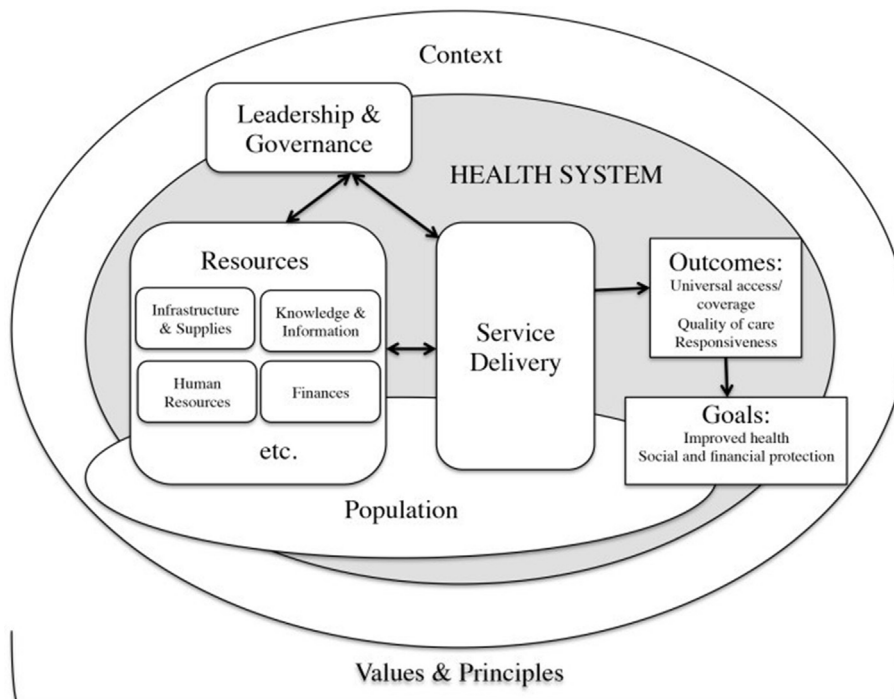 Context
Leadership &
Governance
HEALTH SYSTEM
Resources
Infrastructure
& Supplies
Knowledge &
Information
Human
Resources
Finances
etc.
Service
Delivery
Outcomes:
Universal access/
coverage
Quality of care
Responsiveness
Goals:
Improved health
Social and financial protection
Population
Values & Principles